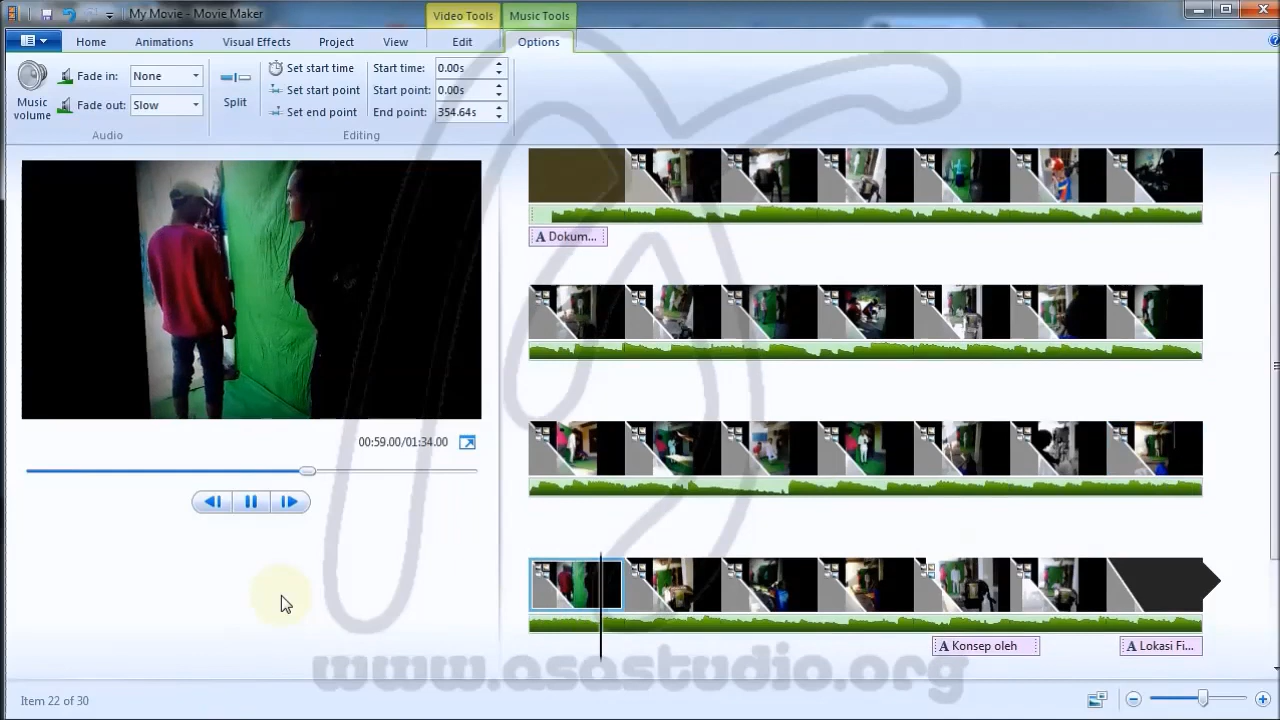 My Movie - Movie Maker
Video Tools
Music Tools
Home
Animations
Visual Effects
Project
View
Edit
Options
Music volume
Fade in: None
Fade out: Slow
Audio
Split
Set start time
Set start point
Set end point
Start time: 0.00s
Start point: 0.00s
End point: 354.64s
Editing
A Dokum...
00:59.00/01:34.00
A Konsep oleh
A Lokasi Fi...
www.asastudio.org
Item 22 of 30